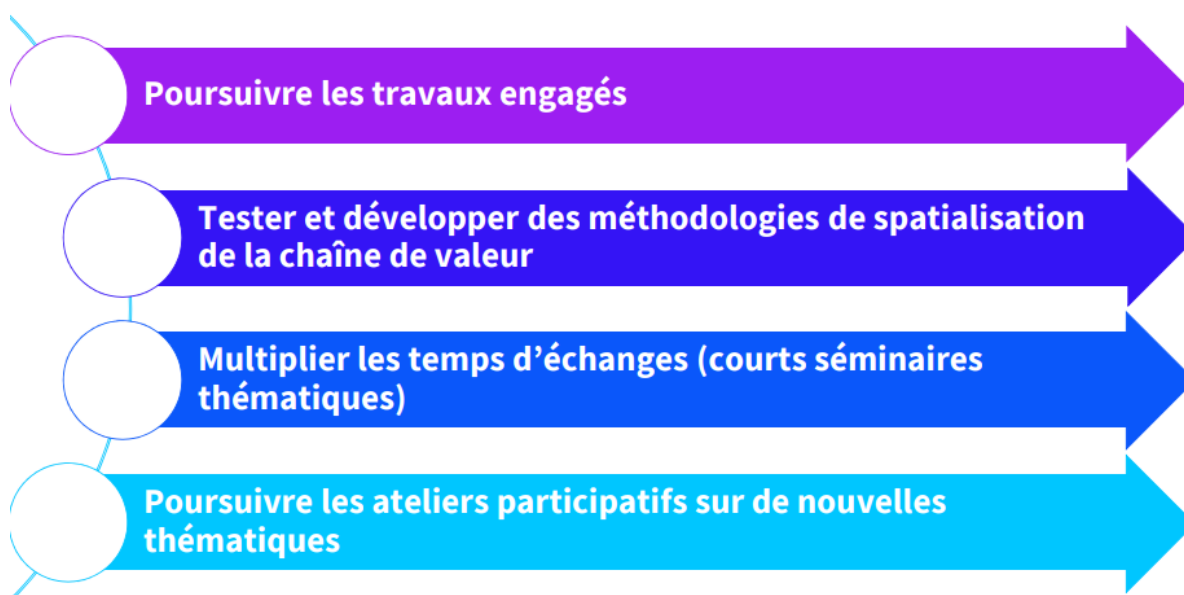 Poursuivre les travaux engagés
Tester et développer des méthodologies de spatialisation
de la chaîne de valeur
Multiplier les temps d’échanges (courts séminaires
thématiques)
Poursuivre les ateliers participatifs sur de nouvelles
thématiques